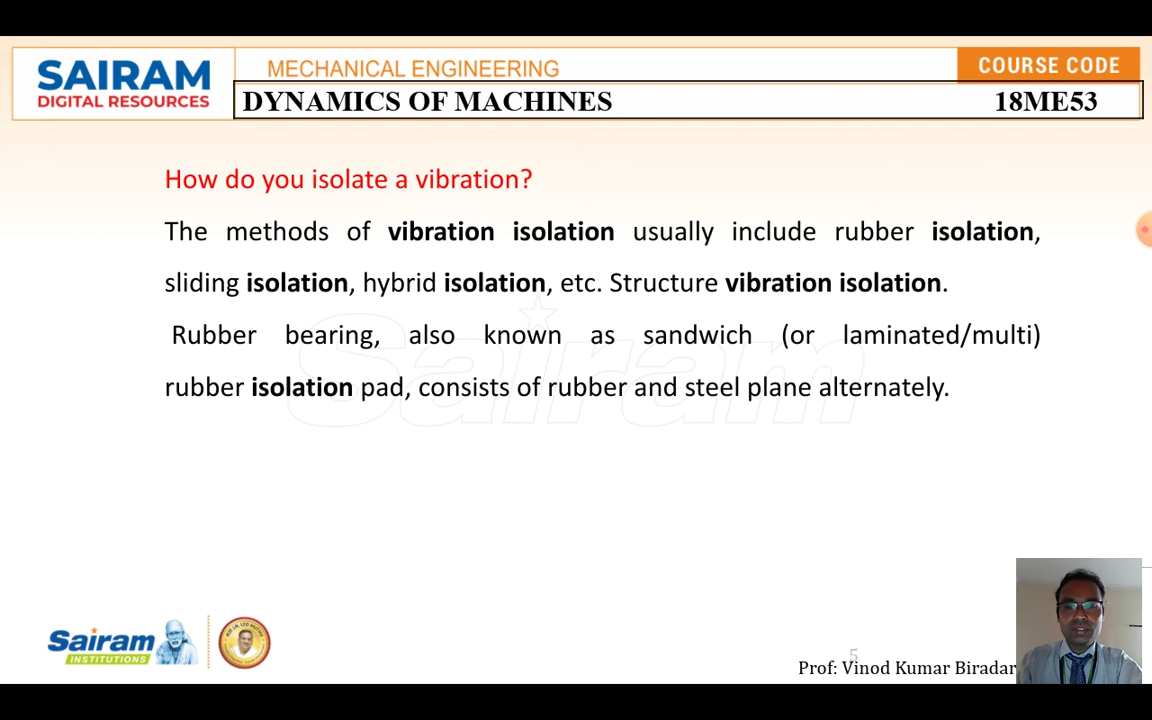 SAIRAM
DIGITAL RESOURCES
MECHANICAL ENGINEERING
COURSE CODE
DYNAMICS OF MACHINES
18ME53
How do you isolate a vibration?
The methods of vibration isolation usually include rubber isolation,
sliding isolation, hybrid isolation, etc. Structure vibration isolation.
Rubber bearing, also known as sandwich (or laminated/multi)
rubber isolation pad, consists of rubber and steel plane alternately.
Sairam
Sairam
INSTITUTIONS
5
Prof: Vinod Kumar Biradar